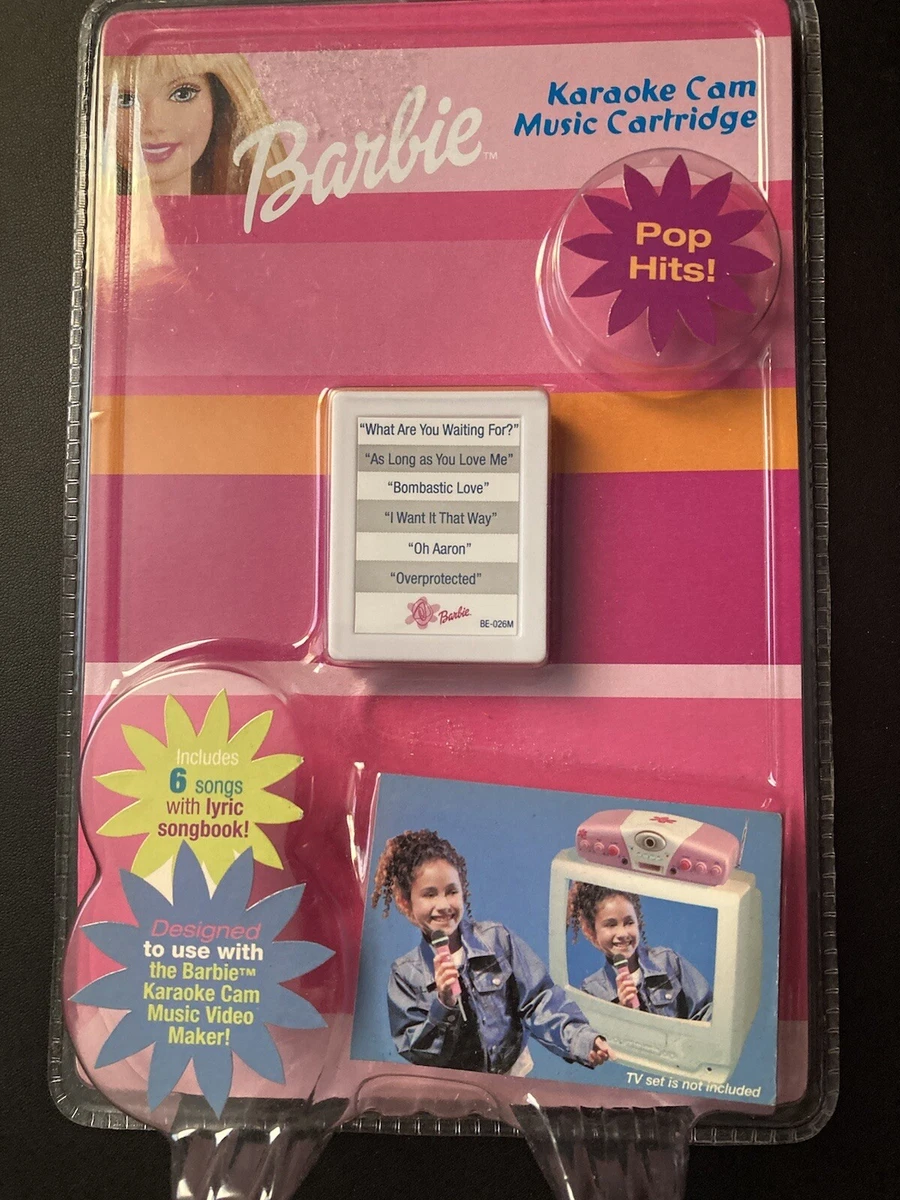 Barbie™
Karaoke Cam
Music Cartridge
Pop
Hits!
“What Are You Waiting For?”
“As Long as You Love Me”
“Bombastic Love”
“I Want It That Way”
“Oh Aaron”
“Overprotected”
Barbie
BE-026M
Includes
6 songs
with lyric
songbook!
Designed
to use with
the Barbie™
Karaoke Cam
Music Video
Maker!
TV set is not included